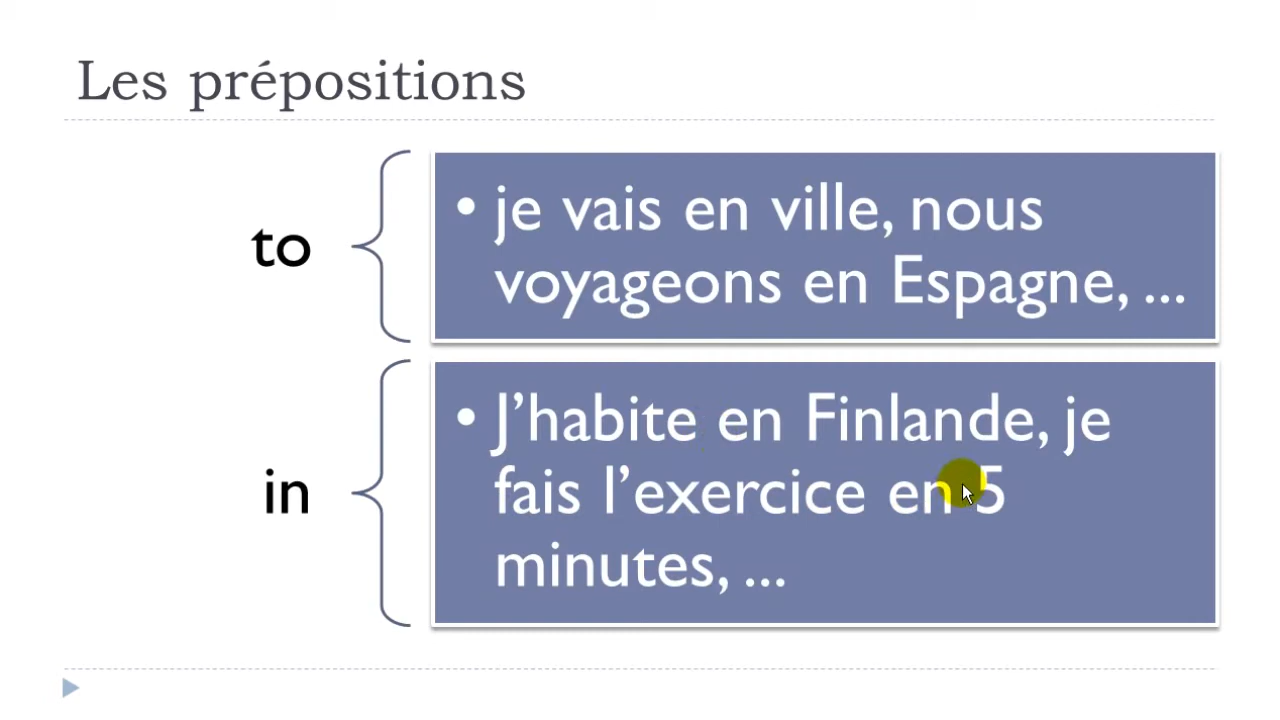 Les prépositions
to
• je vais en ville, nous
voyageons en Espagne, ...
in
• J’habite en Finlande, je
fais l’exercice en 5
minutes, ...